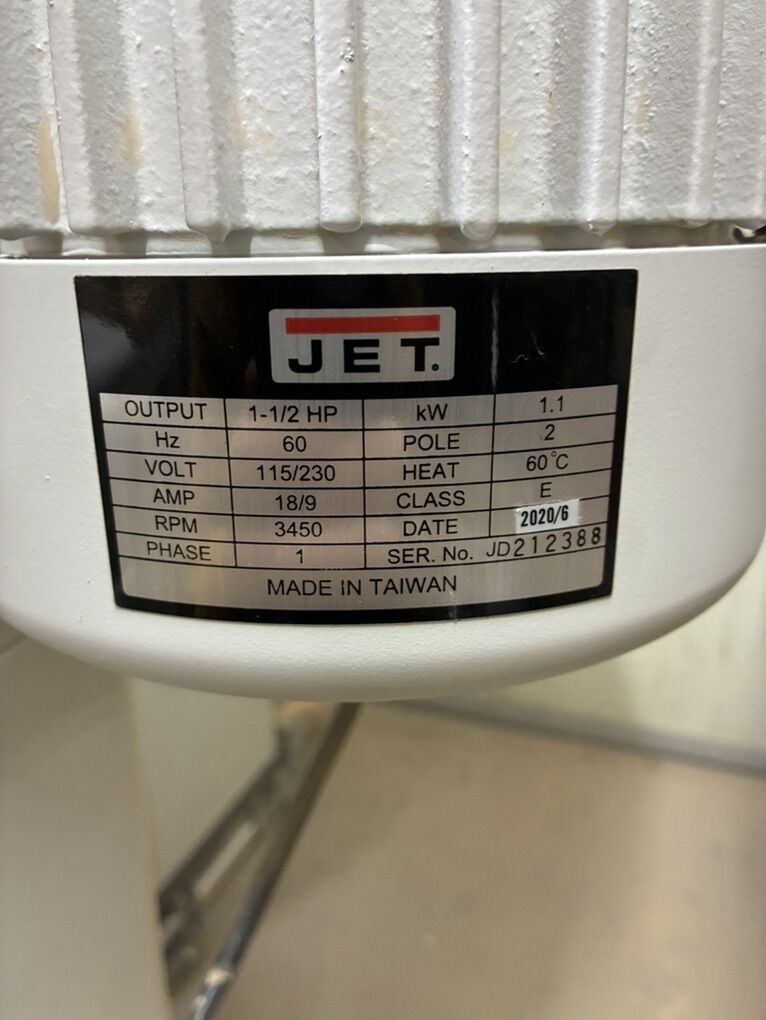 JET.
OUTPUT 1-1/2 HP kW 1.1
Hz 60 POLE 2
VOLT 115/230 HEAT 60°C
AMP 18/9 CLASS E
RPM 3450 DATE 2020/6
PHASE 1 SER. No. JD212388
MADE IN TAIWAN